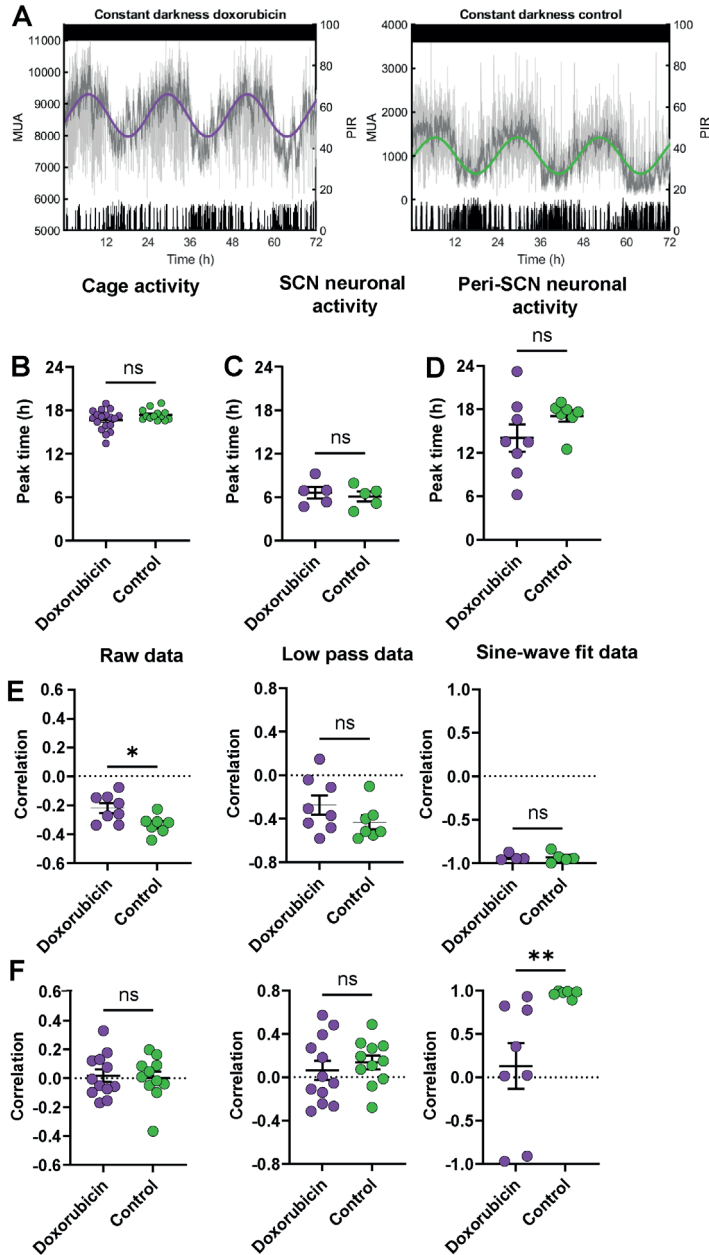 A
Constant darkness doxorubicin
Constant darkness control
11000
10000
9000
8000
7000
6000
5000
MUA
100
80
60
40
20
0
PIR
12
24
36
48
60
72
Time (h)
4000
3000
2000
1000
0
MUA
100
80
60
40
20
0
PIR
12
24
36
48
60
72
Time (h)
Cage activity
SCN neuronal
activity
Peri-SCN neuronal
activity
B
Peak time (h)
24
18
12
6
0
ns
Doxorubicin
Control
C
Peak time (h)
24
18
12
6
0
ns
Doxorubicin
Control
D
Peak time (h)
24
18
12
6
0
ns
Doxorubicin
Control
Raw data
Low pass data
Sine-wave fit data
E
Correlation
0.6
0.4
0.2
0.0
-0.2
-0.4
-0.6
*
Doxorubicin
Control
Correlation
0.8
0.4
0.0
-0.4
-0.8
ns
Doxorubicin
Control
Correlation
1.0
0.5
0.0
-0.5
-1.0
ns
Doxorubicin
Control
F
Correlation
0.6
0.4
0.2
0.0
-0.2
-0.4
-0.6
ns
Doxorubicin
Control
Correlation
0.8
0.4
0.0
-0.4
-0.8
ns
Doxorubicin
Control
Correlation
1.0
0.5
0.0
-0.5
-1.0
**
Doxorubicin
Control